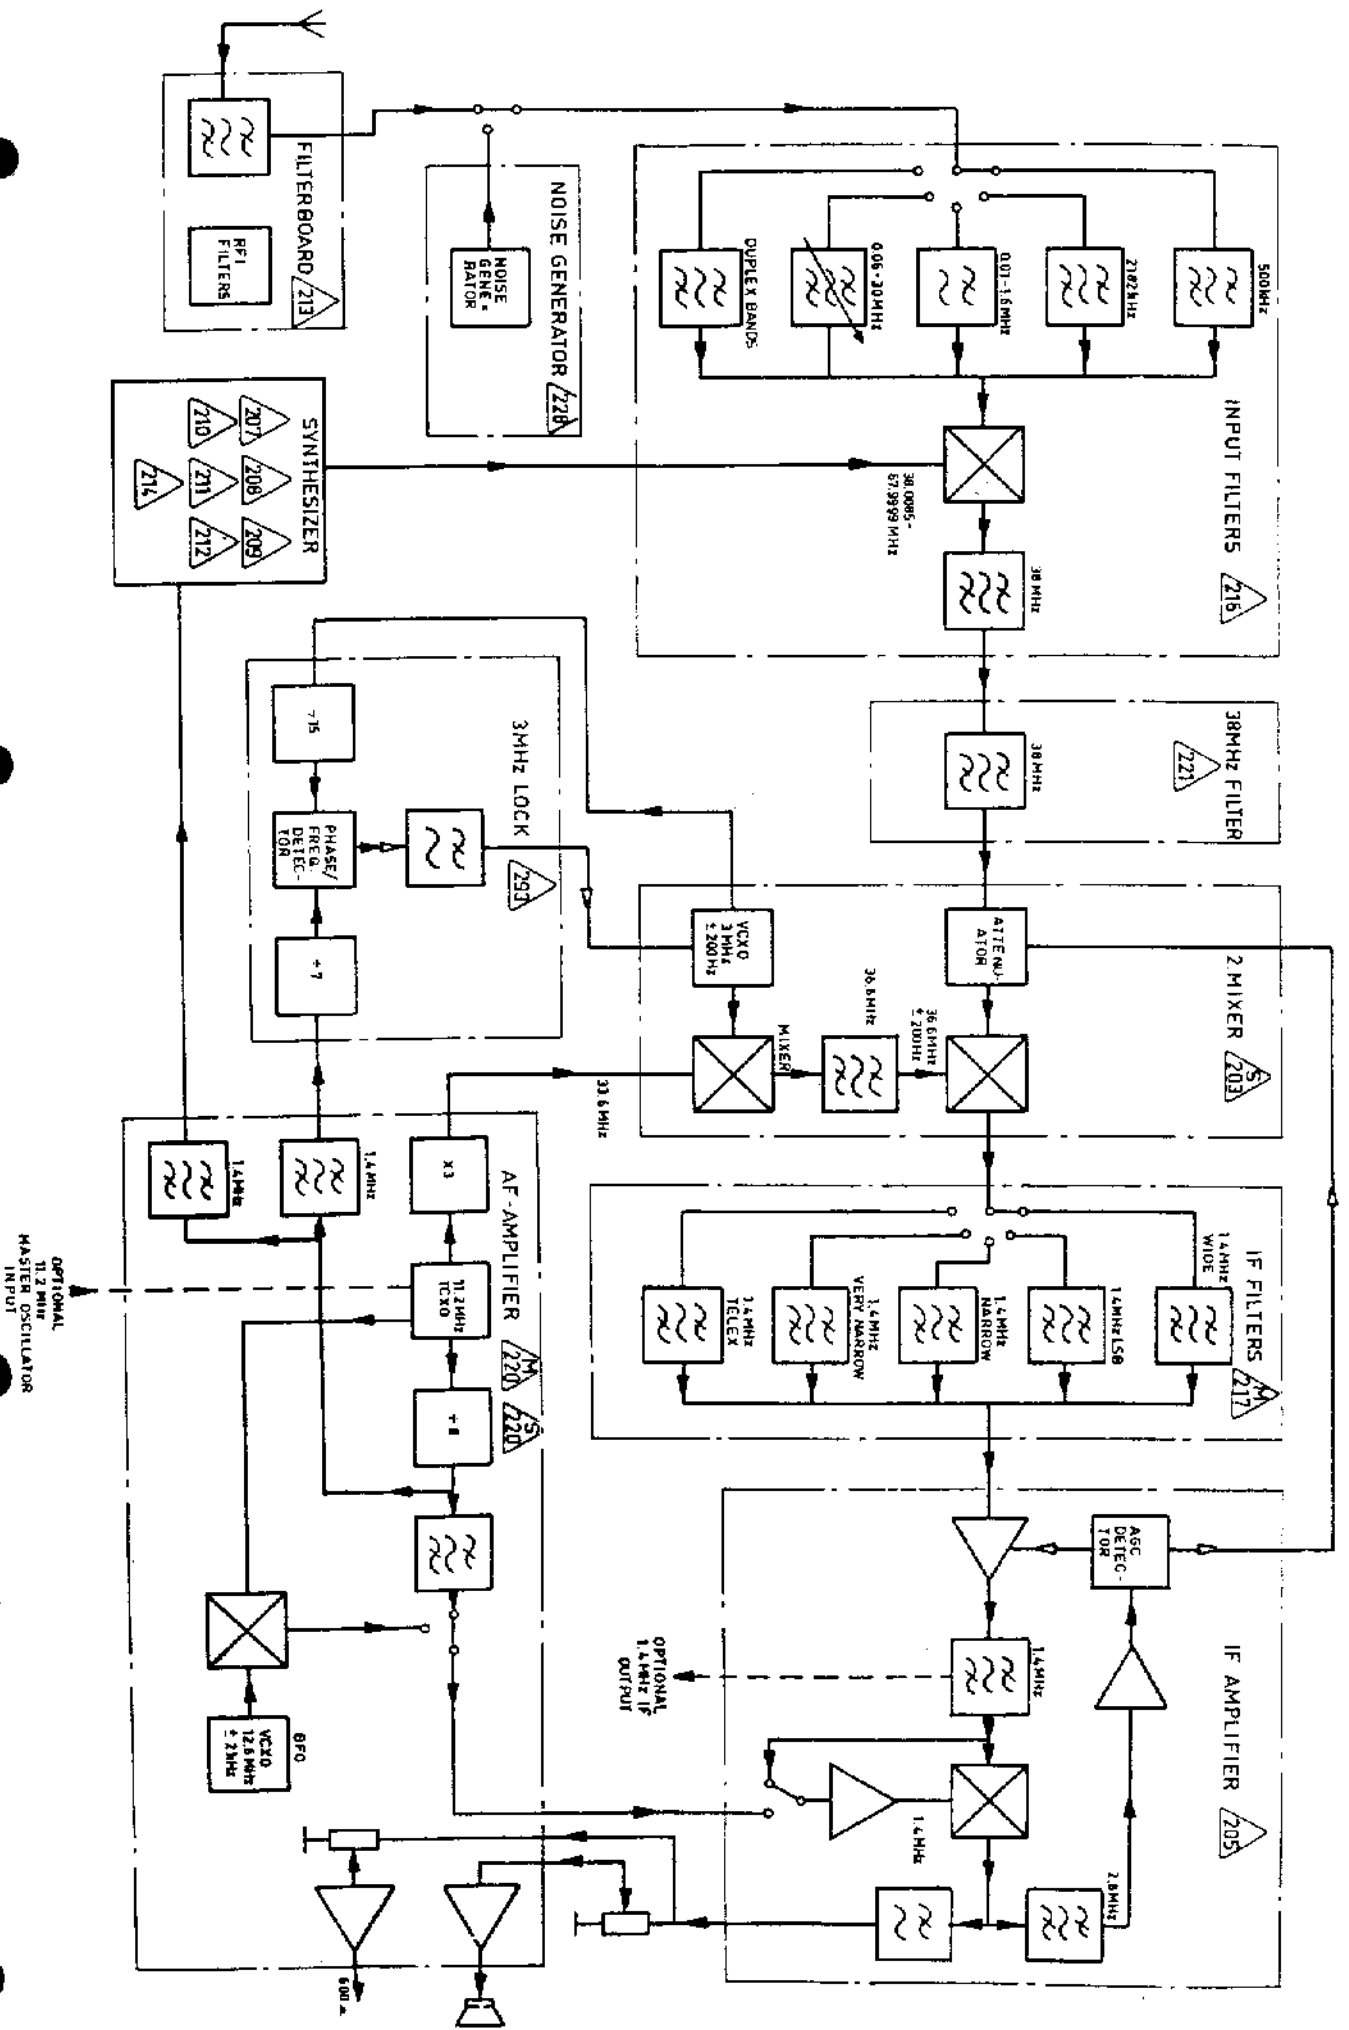 FILTERBOARD
213
RFI
FILTERS
NOISE GENERATOR
228
NOISE
GENE-
RATOR
INPUT FILTERS
216
500kHz
2182kHz
0.01-1.6MHz
0.06-30MHz
DUPLEX BANDS
38.0085-
67.9999 MHz
38 MHz
SYNTHESIZER
207
208
209
210
211
212
214
38MHz FILTER
221
38 MHz
3MHz LOCK
293
÷15
PHASE/
FREQ.
DETEC-
TOR
÷7
2.MIXER
S
203
ATTENU-
ATOR
VCXO
3 MHz
± 200Hz
MIXER
36.6MHz
36.6MHz
± 200Hz
33.6 MHz
IF FILTERS
M
217
1.4MHz
WIDE
1.4MHz LSB
1.4MHz
NARROW
1.4MHz
VERY NARROW
1.4MHz
TELEX
AF-AMPLIFIER
M
220
S
220
X3
11.2MHz
TCXO
÷8
1.4MHz
1.4MHz
OPTIONAL
11.2 MHz
MASTER OSCILLATOR
INPUT
BFO
VCXO
12.6MHz
± 2kHz
600Ω
IF AMPLIFIER
205
AGC
DETEC-
TOR
1.4MHz
OPTIONAL
1.4 MHz IF
OUTPUT
1.4 MHz
2.8MHz